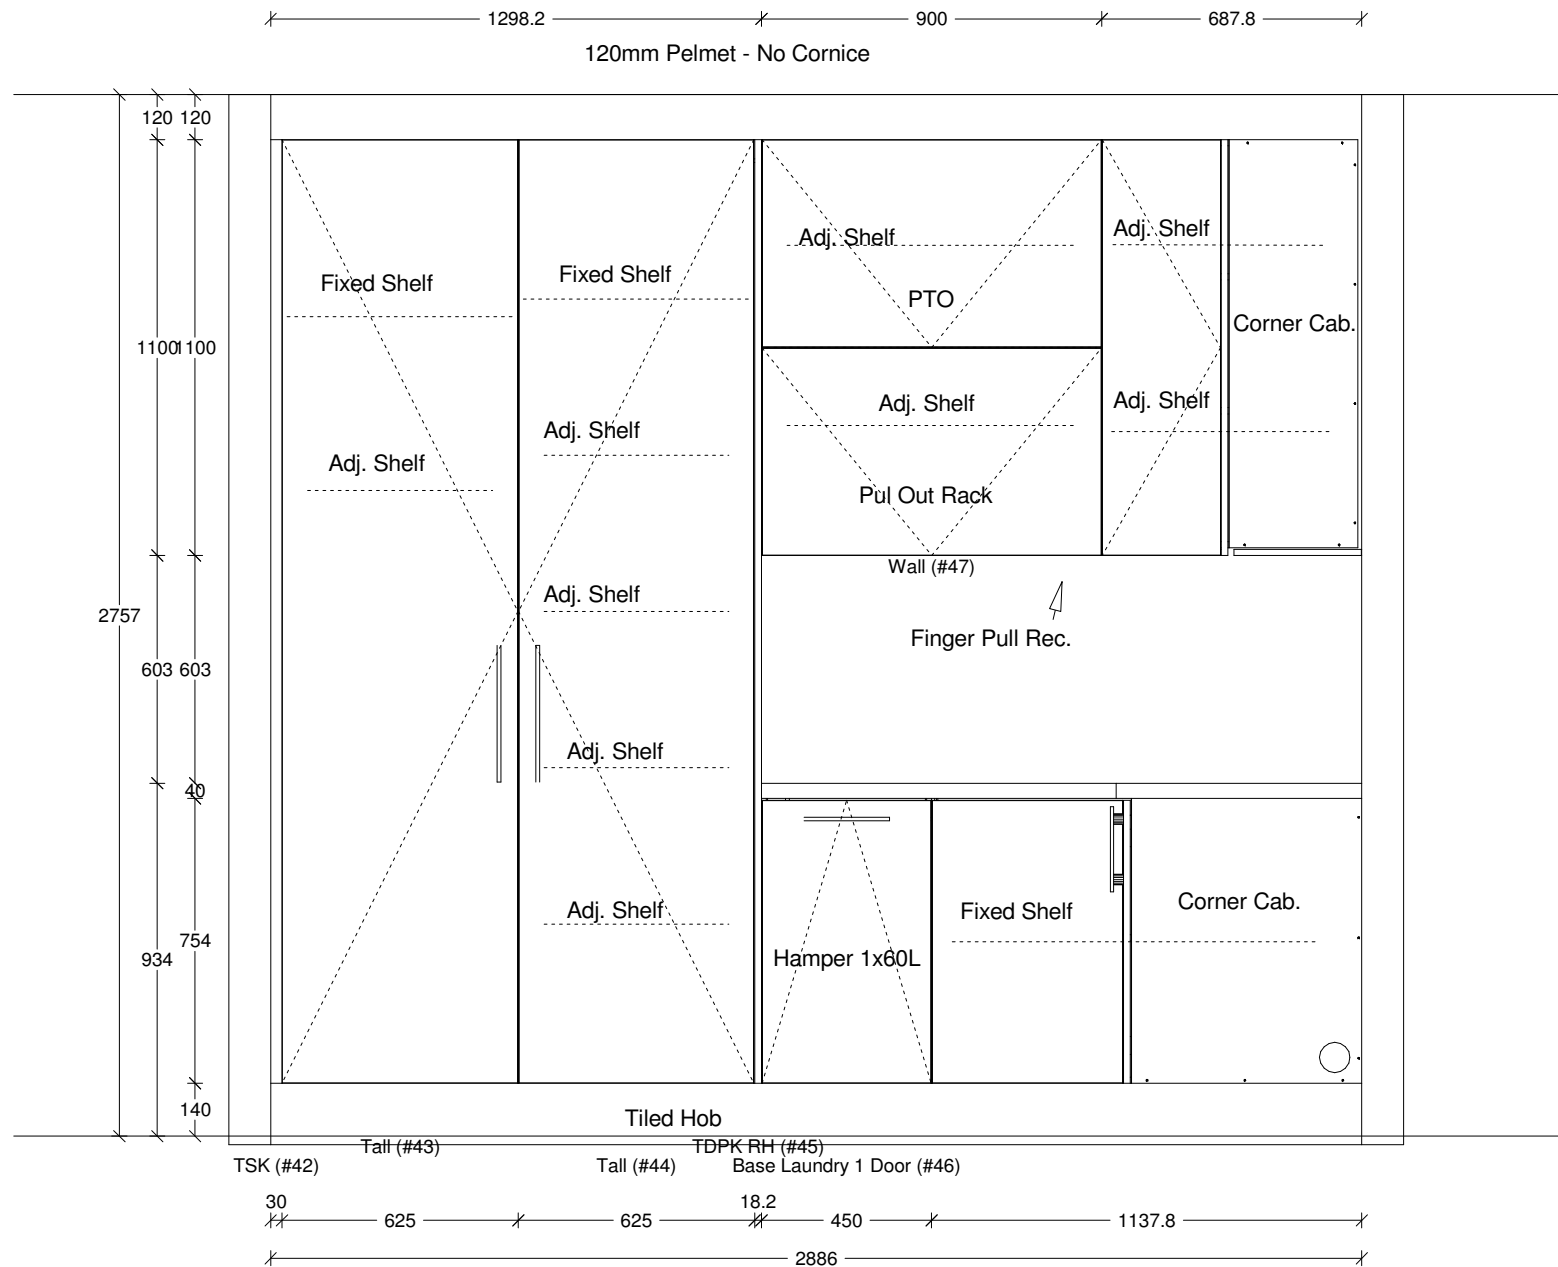 1298.2
900
687.8
120mm Pelmet - No Cornice
120
120
Adj. Shelf
Adj. Shelf
Fixed Shelf
Fixed Shelf
PTO
Corner Cab.
1100
1100
Adj. Shelf
Adj. Shelf
Adj. Shelf
Adj. Shelf
Pul Out Rack
Wall (#47)
Adj. Shelf
2757
Finger Pull Rec.
603
603
Adj. Shelf
40
Corner Cab.
Adj. Shelf
Fixed Shelf
754
934
Hamper 1x60L
140
Tiled Hob
Tall (#43)
TDPK RH (#45)
TSK (#42)
Tall (#44)
Base Laundry 1 Door (#46)
30
18.2
625
625
450
1137.8
2886